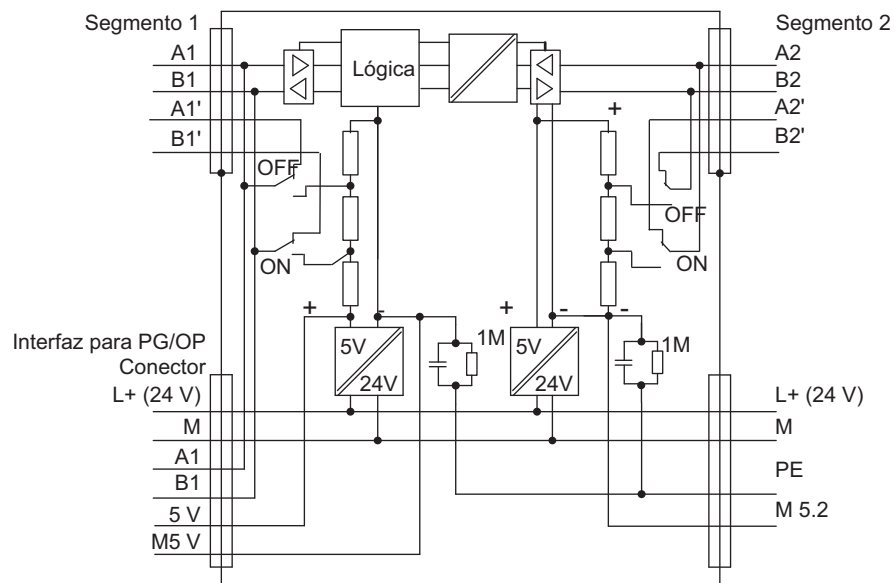 Segmento 1
Segmento 2
A1
A2
B1
Lógica
B2
A1'
+
A2'
B1'
B2'
OFF
OFF
ON
ON
+
-
+
-
-
Interfaz para PG/OP
Conector
5V
1M
5V
1M
24V
24V
L+ (24 V)
L+ (24 V)
M
M
A1
PE
B1
5 V
M 5.2
M5 V